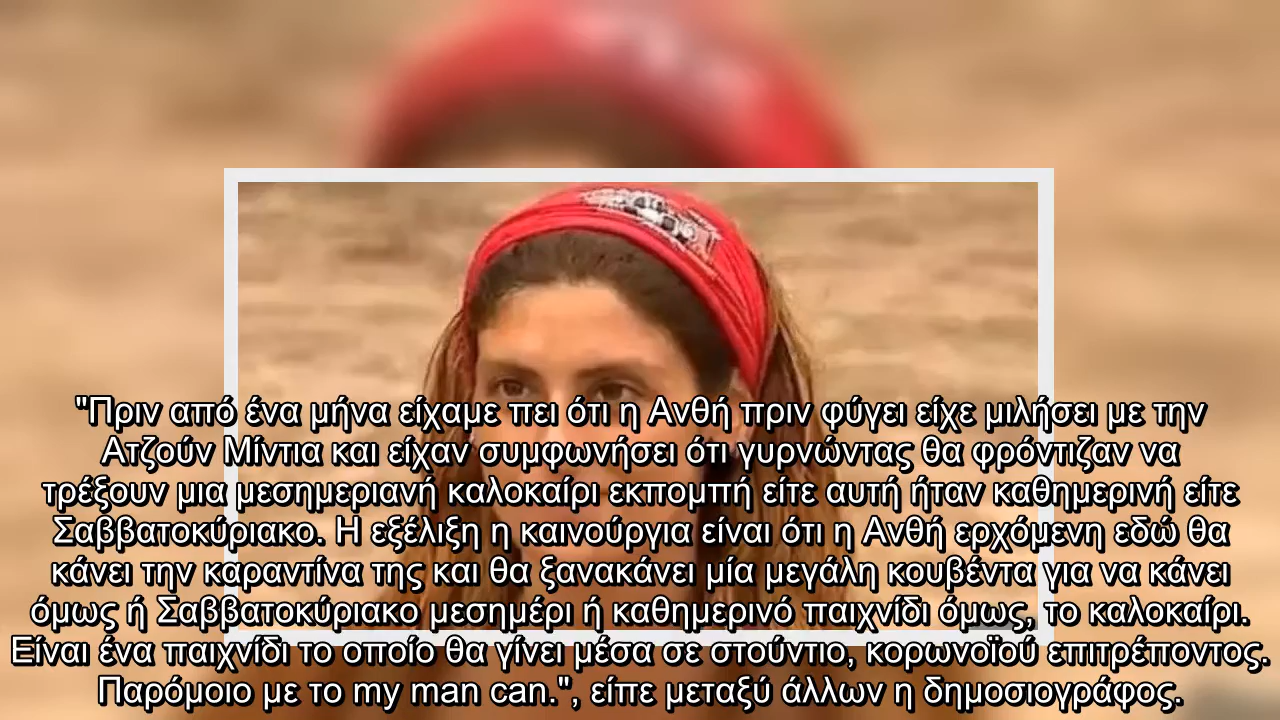 "Πριν από ένα μήνα είχαμε πει ότι η Ανθή πριν φύγει είχε μιλήσει με την
Ατζούν Μίντια και είχαν συμφωνήσει ότι γυρνώντας θα φρόντιζαν να
τρέξουν μια μεσημεριανή καλοκαίρι εκπομπή είτε αυτή ήταν καθημερινή είτε
Σαββατοκύριακο. Η εξέλιξη η καινούργια είναι ότι η Ανθή ερχόμενη εδώ θα
κάνει την καραντίνα της και θα ξανακάνει μία μεγάλη κουβέντα για να κάνει
όμως ή Σαββατοκύριακο μεσημέρι ή καθημερινό παιχνίδι όμως, το καλοκαίρι.
Είναι ένα παιχνίδι το οποίο θα γίνει μέσα σε στούντιο, κορωνοϊού επιτρέποντος.
Παρόμοιο με το my man can.", είπε μεταξύ άλλων η δημοσιογράφος.